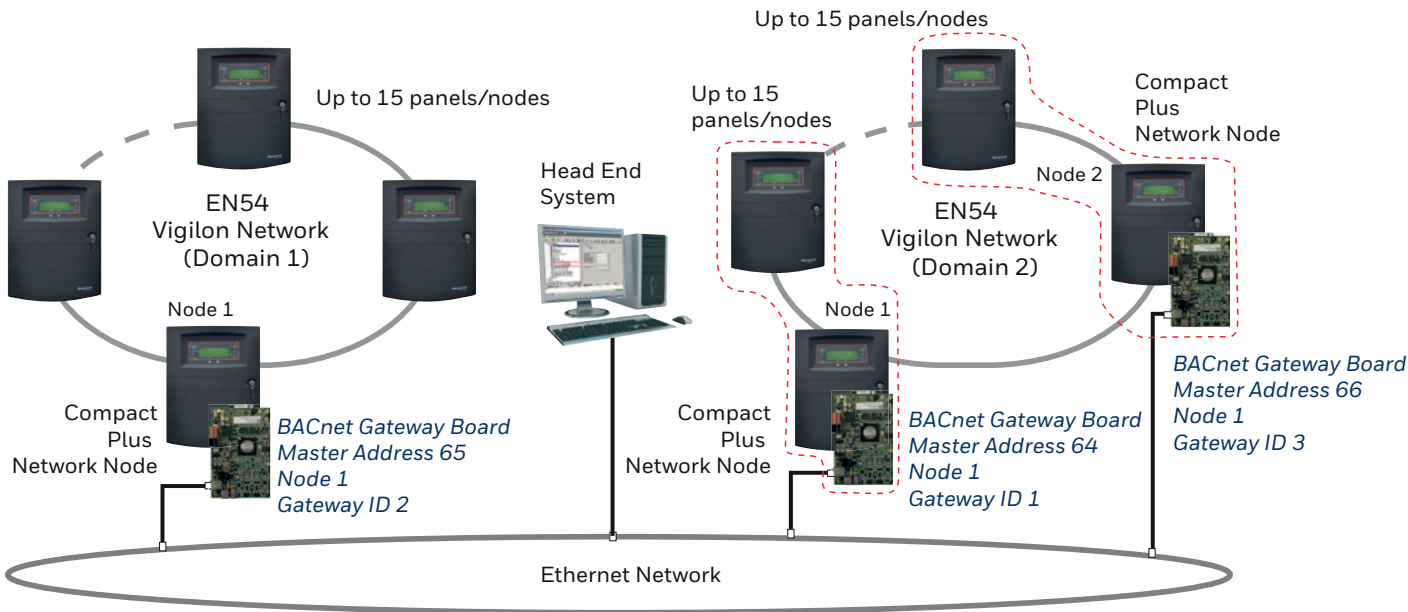 Up to 15 panels/nodes
EN54
Vigilon Network
(Domain 1)
Node 1
Compact
Plus
Network Node
BACnet Gateway Board
Master Address 65
Node 1
Gateway ID 2
Head End
System
Up to 15 panels/nodes
Up to 15
panels/nodes
Compact
Plus
Network Node
Node 2
EN54
Vigilon Network
(Domain 2)
Node 1
Compact
Plus
Network Node
BACnet Gateway Board
Master Address 64
Node 1
Gateway ID 1
BACnet Gateway Board
Master Address 66
Node 1
Gateway ID 3
Ethernet Network